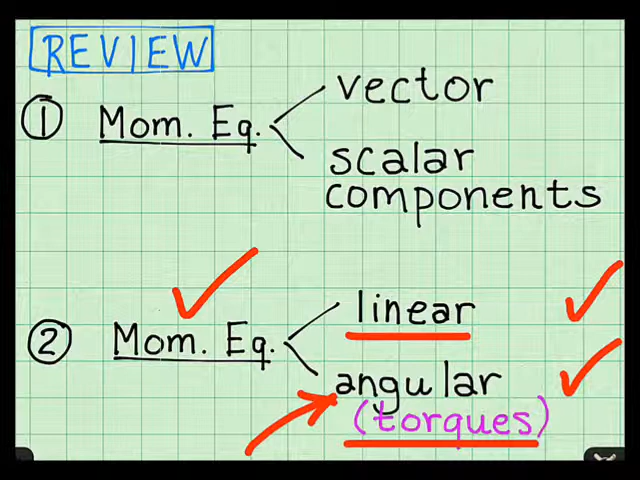 REVIEW
① Mom. Eq. vector
scalar
components
② Mom. Eq. linear
angular
(torques)